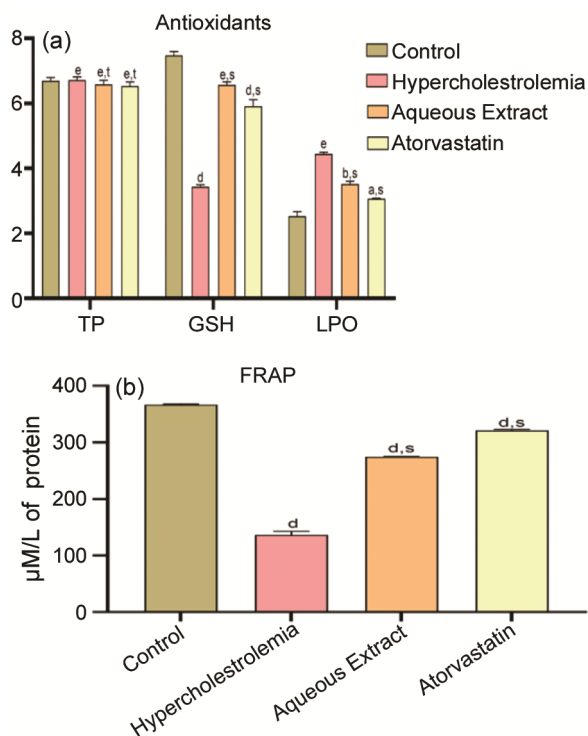 Antioxidants
(a)
8
6
4
2
0
Control
Hypercholestrolemia
Aqueous Extract
Atorvastatin
e
e,t
e,t
d
e,s
d,s
e
b,s
a,s
TP
GSH
LPO
FRAP
(b)
µM/L of protein
400
300
200
100
0
d
d,s
d,s
Control
Hypercholestrolemia
Aqueous Extract
Atorvastatin